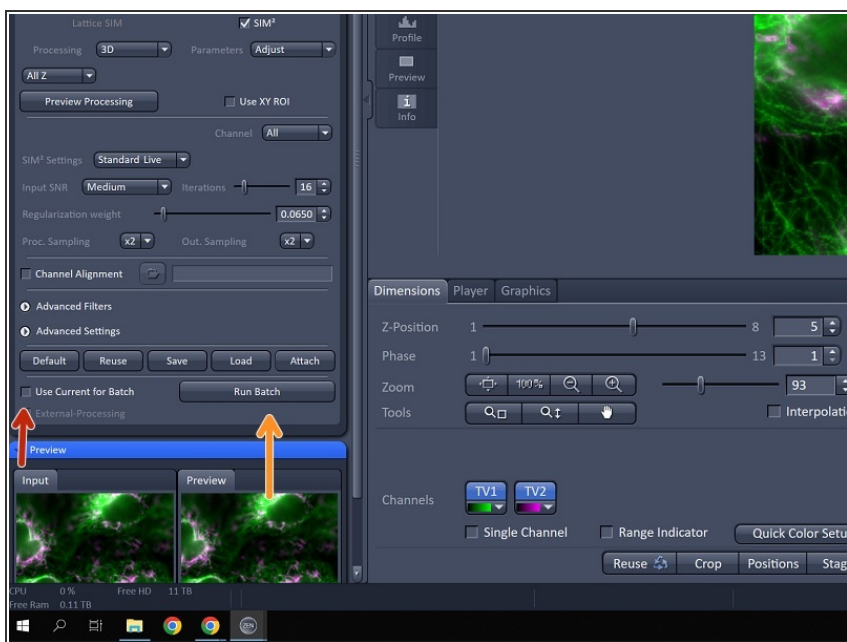 Lattice SIM
SIM²
Processing
3D
Parameters
Adjust
All Z
Preview Processing
Use XY ROI
Channel
All
SIM² Settings
Standard Live
Input SNR
Medium
Iterations
16
Regularization weight
0.0650
Proc. Sampling
x2
Out. Sampling
x2
Channel Alignment
Advanced Filters
Advanced Settings
Default
Reuse
Save
Load
Attach
Use Current for Batch
Run Batch
External-Processing
Preview
Input
Preview
CPU 0 % Free HD 11 TB
Free Ram 0.11 TB
Profile
Preview
Info
Dimensions
Player
Graphics
Z-Position 1 8 5
Phase 1 13 1
Zoom 100% 93
Tools
Interpolati
Channels
TV1
TV2
Single Channel
Range Indicator
Quick Color Setu
Reuse
Crop
Positions
Stag
ZEN